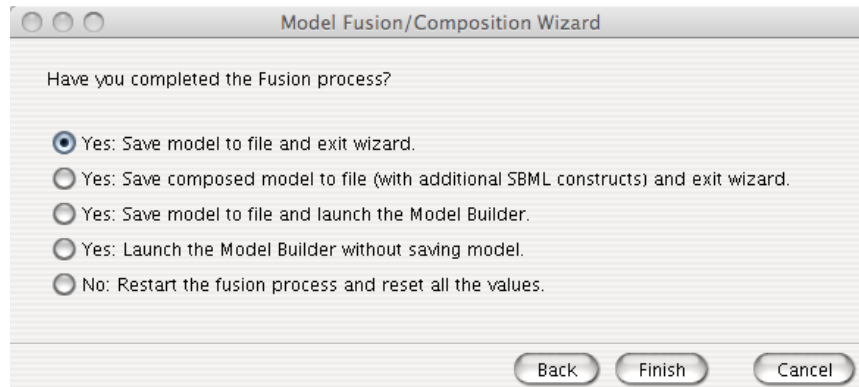 Model Fusion/Composition Wizard
Have you completed the Fusion process?
Yes: Save model to file and exit wizard.
Yes: Save composed model to file (with additional SBML constructs) and exit wizard.
Yes: Save model to file and launch the Model Builder.
Yes: Launch the Model Builder without saving model.
No: Restart the fusion process and reset all the values.
Back Finish Cancel